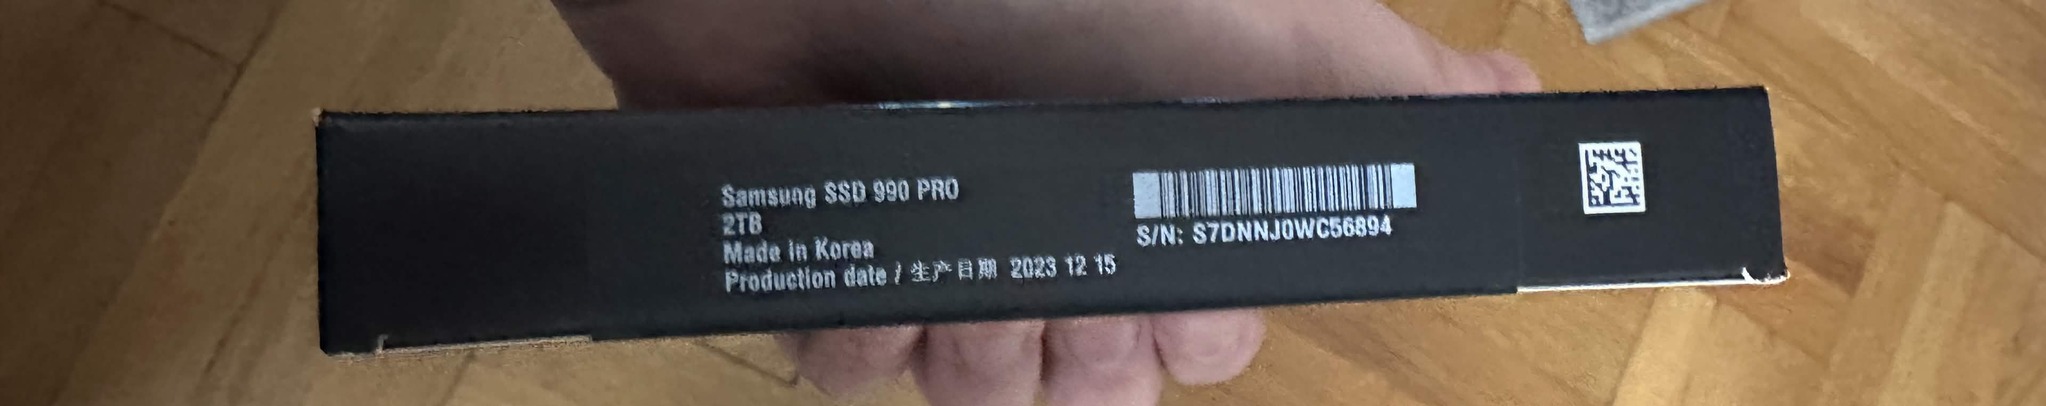 Samsung SSD 990 PRO
2TB
Made in Korea
Production date / 生产日期 2023 12 15
S/N: S7DNNJ0WC56894